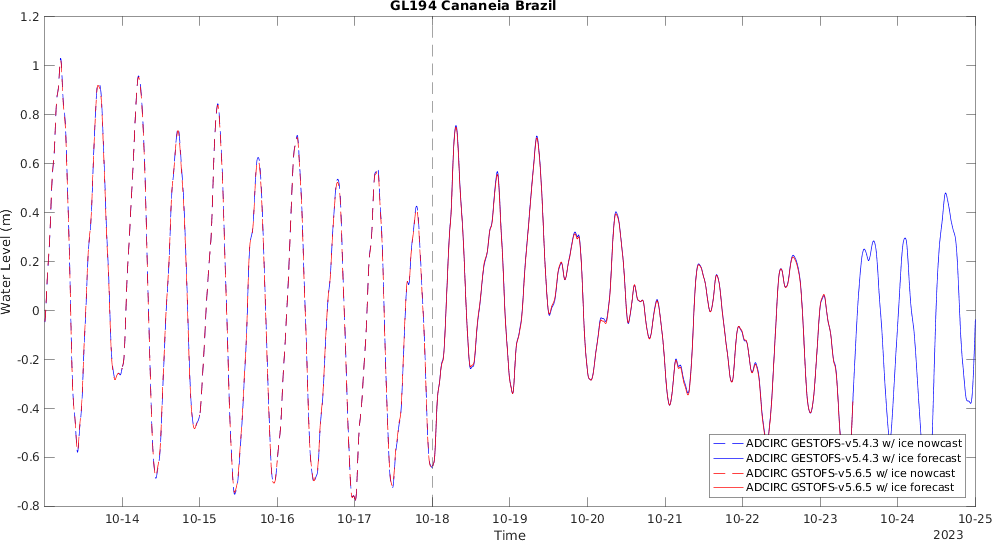 GL194 Cananeia Brazil
Water Level (m)
1.2
1
0.8
0.6
0.4
0.2
0
-0.2
-0.4
-0.6
-0.8
ADCIRC GESTOFS-v5.4.3 w/ ice nowcast
ADCIRC GESTOFS-v5.4.3 w/ ice forecast
ADCIRC GSTOFS-v5.6.5 w/ ice nowcast
ADCIRC GSTOFS-v5.6.5 w/ ice forecast
10-14 10-15 10-16 10-17 10-18 10-19 10-20 10-21 10-22 10-23 10-24 10-25
Time
2023